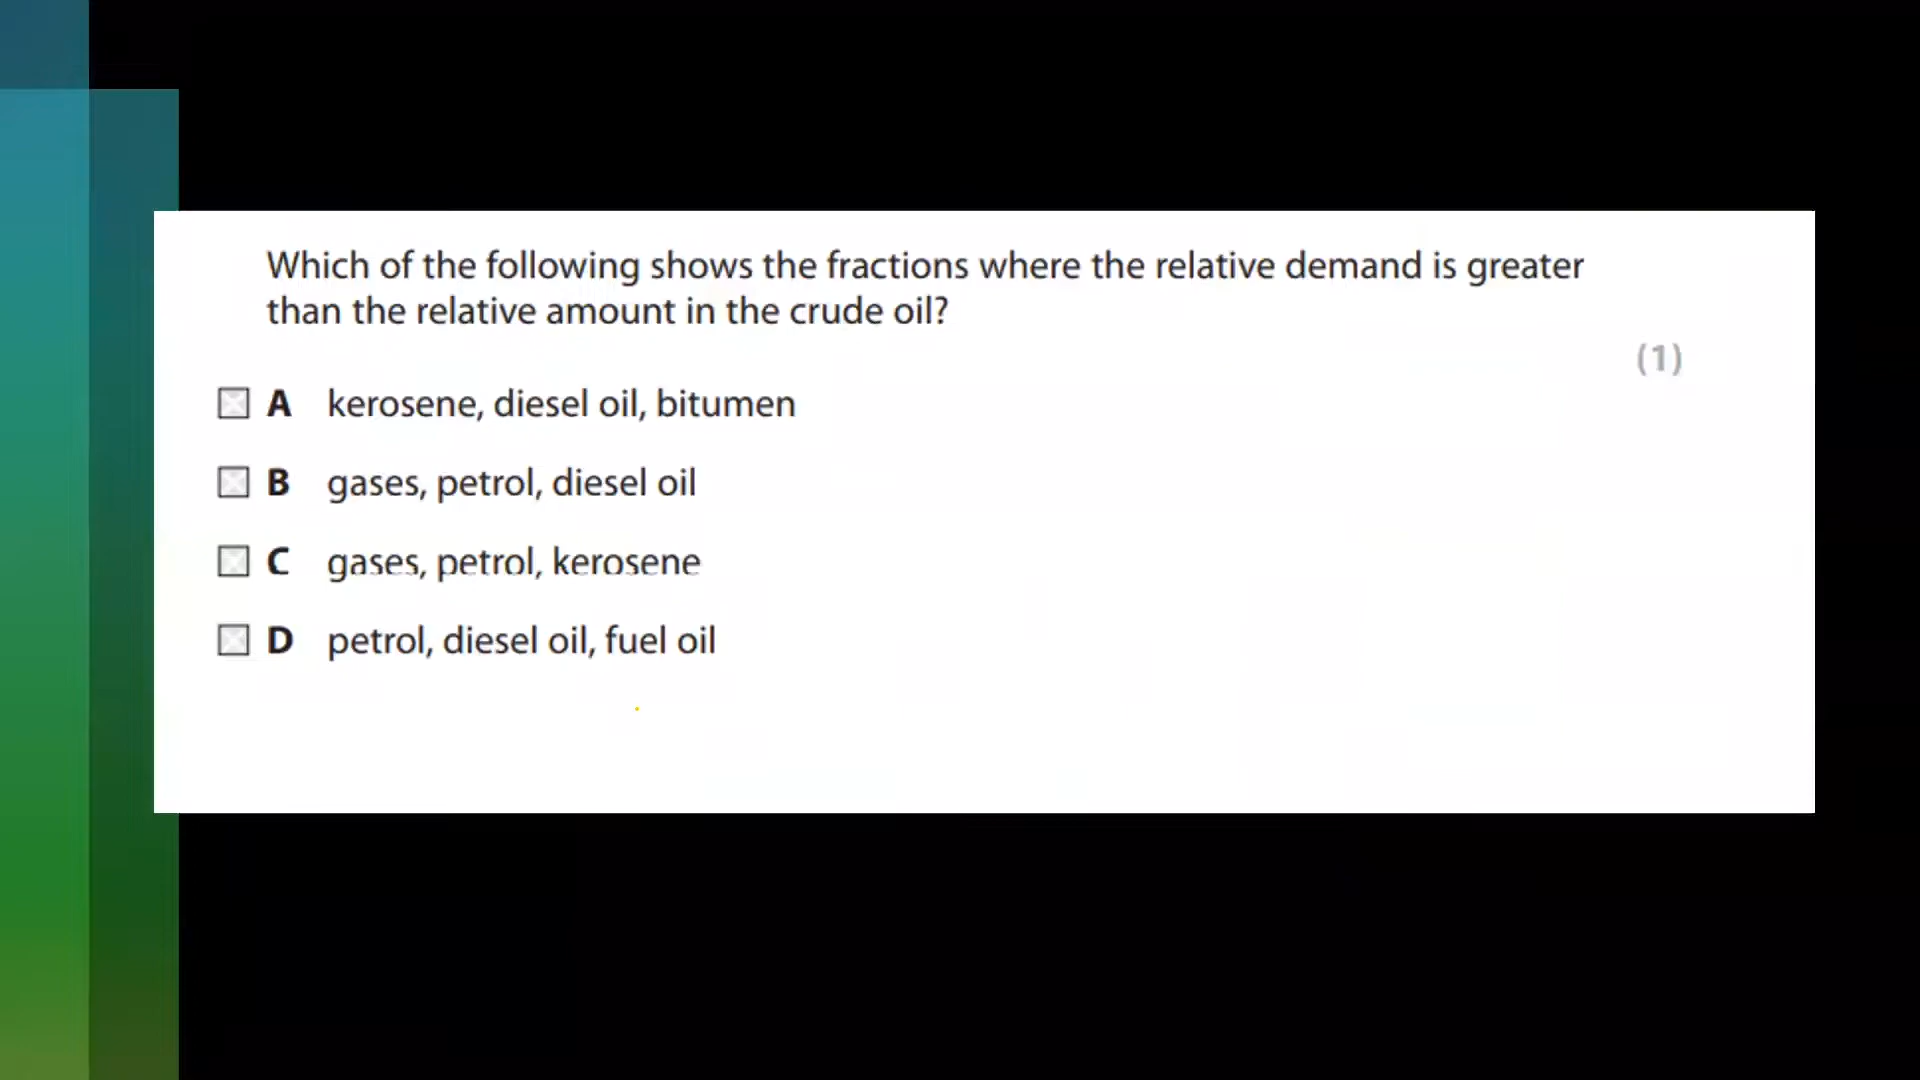 Which of the following shows the fractions where the relative demand is greater
than the relative amount in the crude oil?
(1)
A kerosene, diesel oil, bitumen
B gases, petrol, diesel oil
C gases, petrol, kerosene
D petrol, diesel oil, fuel oil